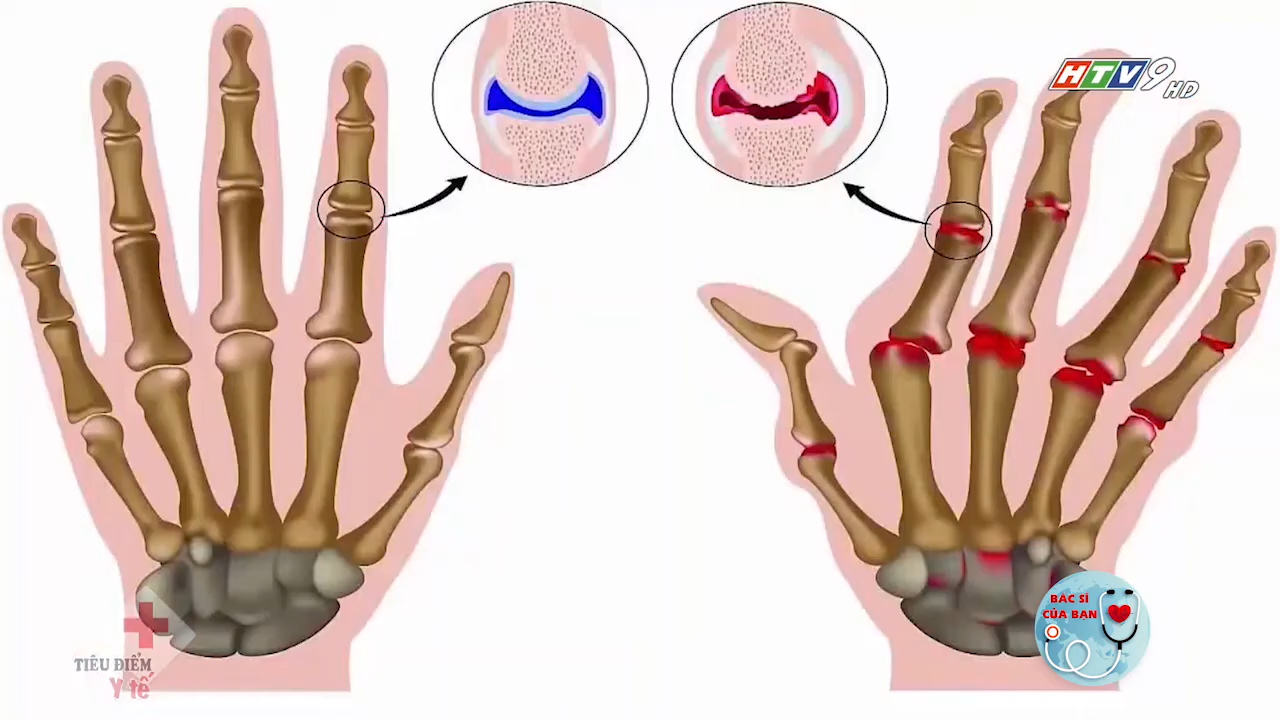 HTV9 HD
BÁC SĨ
CỦA BẠN
TIÊU ĐIỂM
Y tế